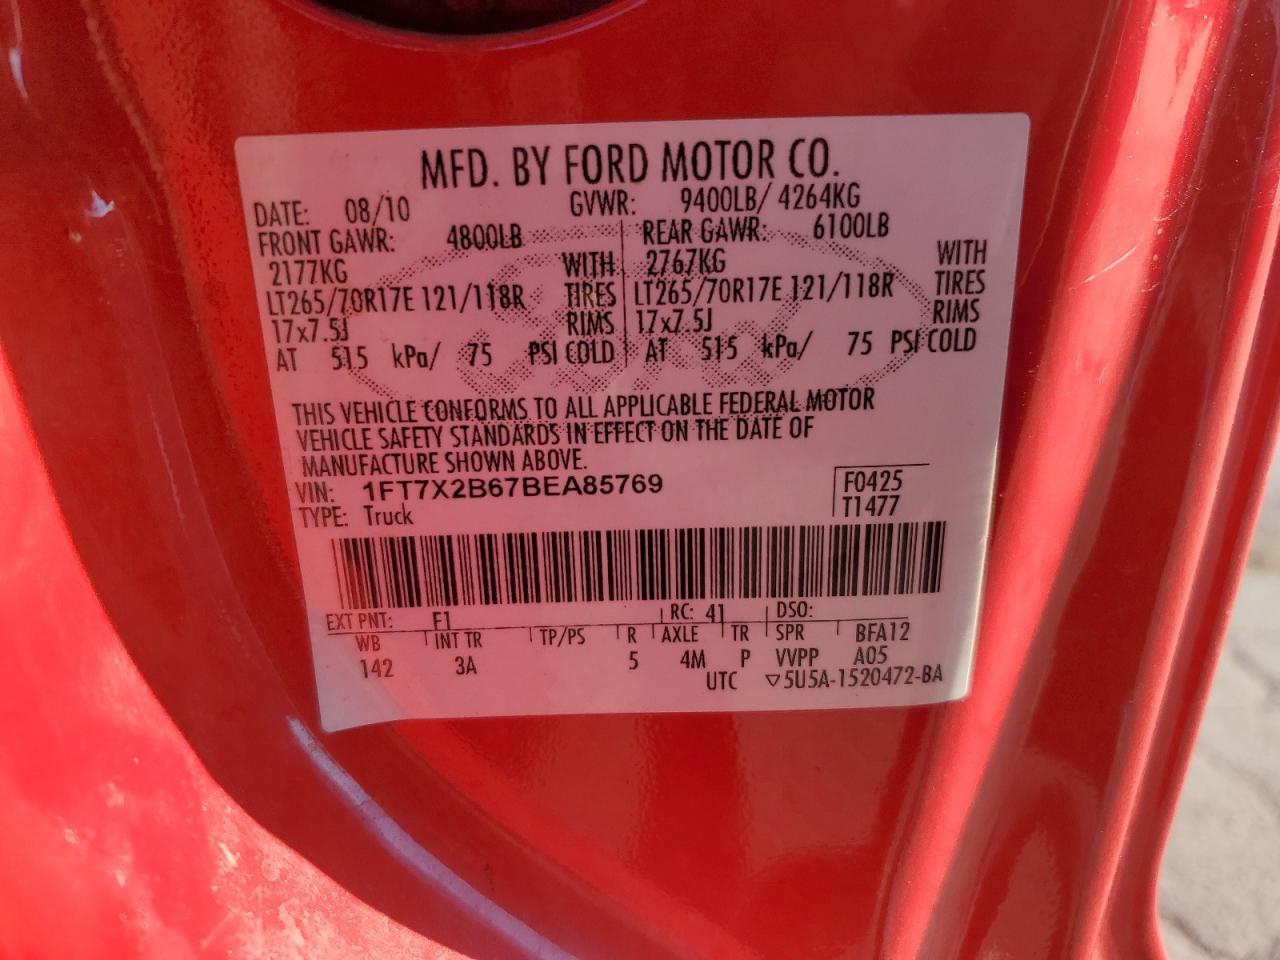 MFD. BY FORD MOTOR CO.
DATE: 08/10 GVWR: 9400LB/ 4264KG
FRONT GAWR: 4800LB REAR GAWR: 6100LB
2177KG WITH 2767KG WITH
LT265/70R17E 121/118R TIRES LT265/70R17E 121/118R TIRES
17x7.5J RIMS 17x7.5J RIMS
AT 515 kPa/ 75 PSI COLD AT 515 kPa/ 75 PSI COLD
THIS VEHICLE CONFORMS TO ALL APPLICABLE FEDERAL MOTOR
VEHICLE SAFETY STANDARDS IN EFFECT ON THE DATE OF
MANUFACTURE SHOWN ABOVE.
VIN: 1FT7X2B67BEA85769 F0425
TYPE: Truck T1477
EXT PNT: F1 RC: 41 DSO:
WB INT TR TP/PS R AXLE TR SPR BFA12
142 3A 5 4M P VVPP A05
UTC ▽5U5A-1520472-BA